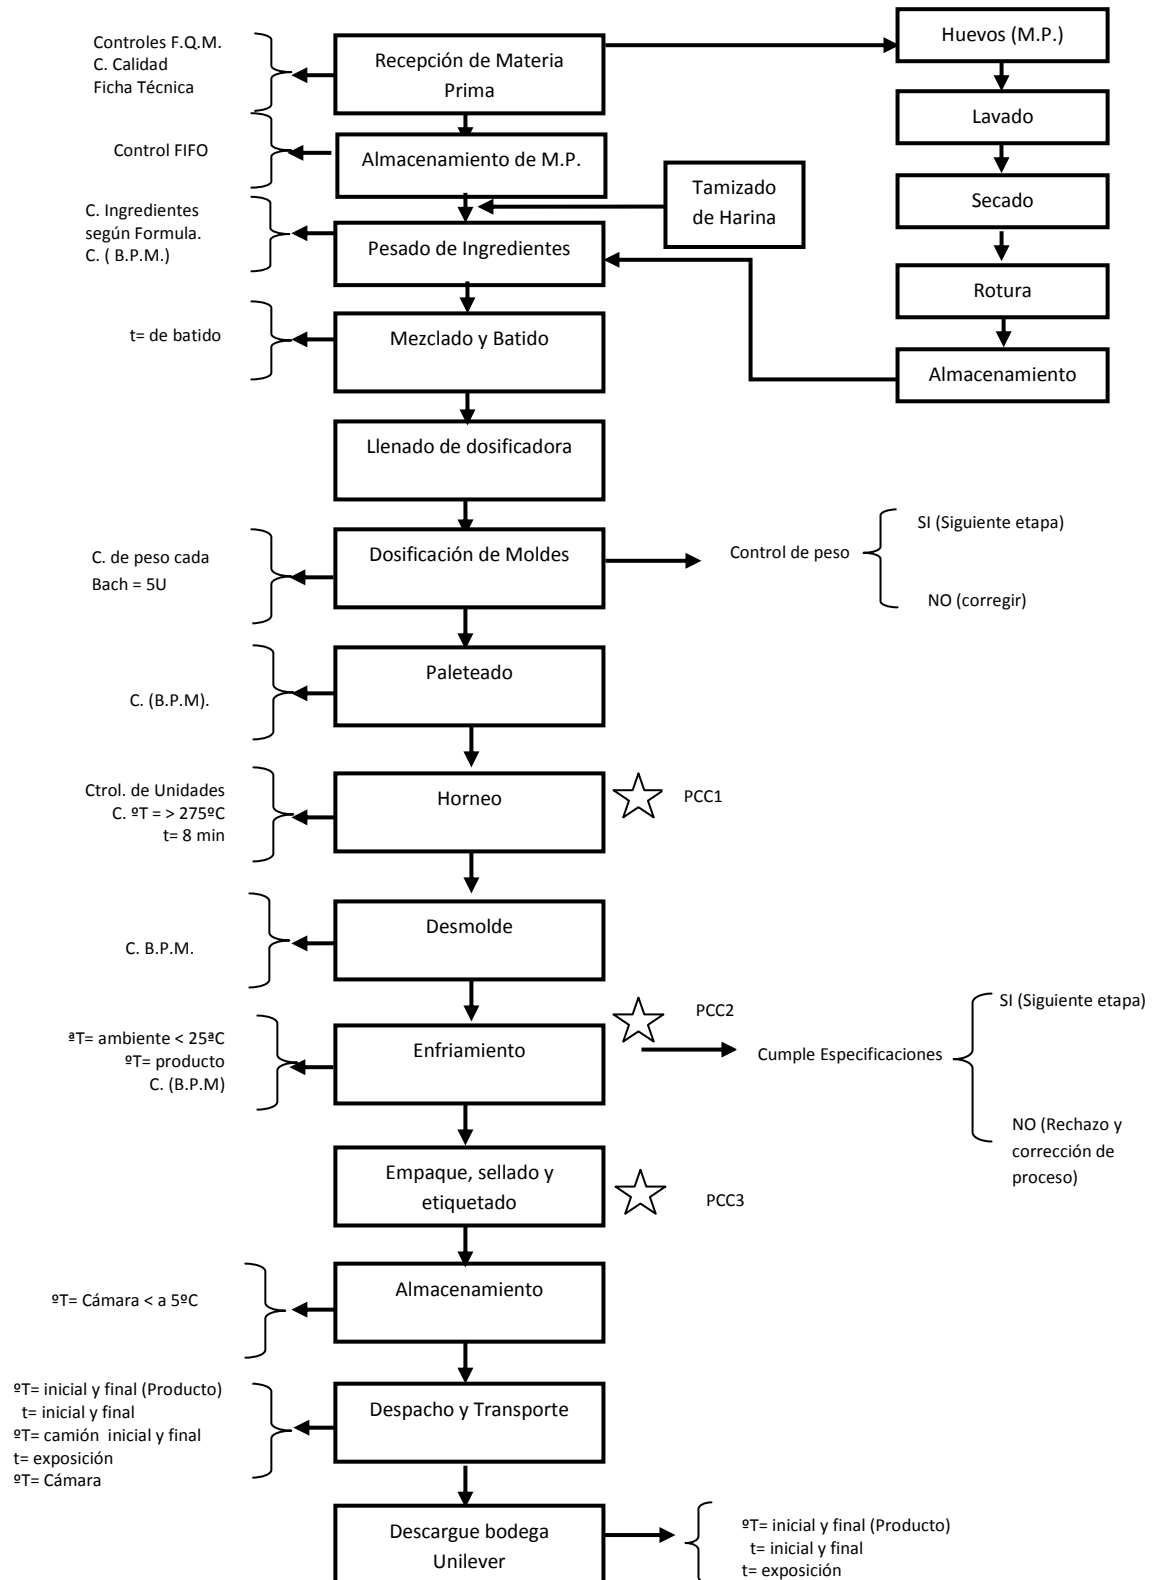 Controles F.Q.M.
C. Calidad
Ficha Técnica
Recepción de Materia
Prima
Huevos (M.P.)
Lavado
Control FIFO
Almacenamiento de M.P.
Tamizado
de Harina
Secado
C. Ingredientes
según Formula.
C. ( B.P.M.)
Pesado de Ingredientes
Rotura
t= de batido
Mezclado y Batido
Almacenamiento
Llenado de dosificadora
C. de peso cada
Bach = 5U
Dosificación de Moldes
Control de peso
SI (Siguiente etapa)
NO (corregir)
C. (B.P.M).
Paleteado
Ctrol. de Unidades
C. ºT = > 275ºC
t= 8 min
Horneo
PCC1
C. B.P.M.
Desmolde
ªT= ambiente < 25ªC
ºT= producto
C. (B.P.M)
Enfriamiento
PCC2
Cumple Especificaciones
SI (Siguiente etapa)
NO (Rechazo y
corrección de
proceso)
Empaque, sellado y
etiquetado
PCC3
ºT= Cámara < a 5ºC
Almacenamiento
ºT= inicial y final (Producto)
t= inicial y final
ºT= camión inicial y final
t= exposición
ºT= Cámara
Despacho y Transporte
Descargue bodega
Unilever
ºT= inicial y final (Producto)
t= inicial y final
t= exposición